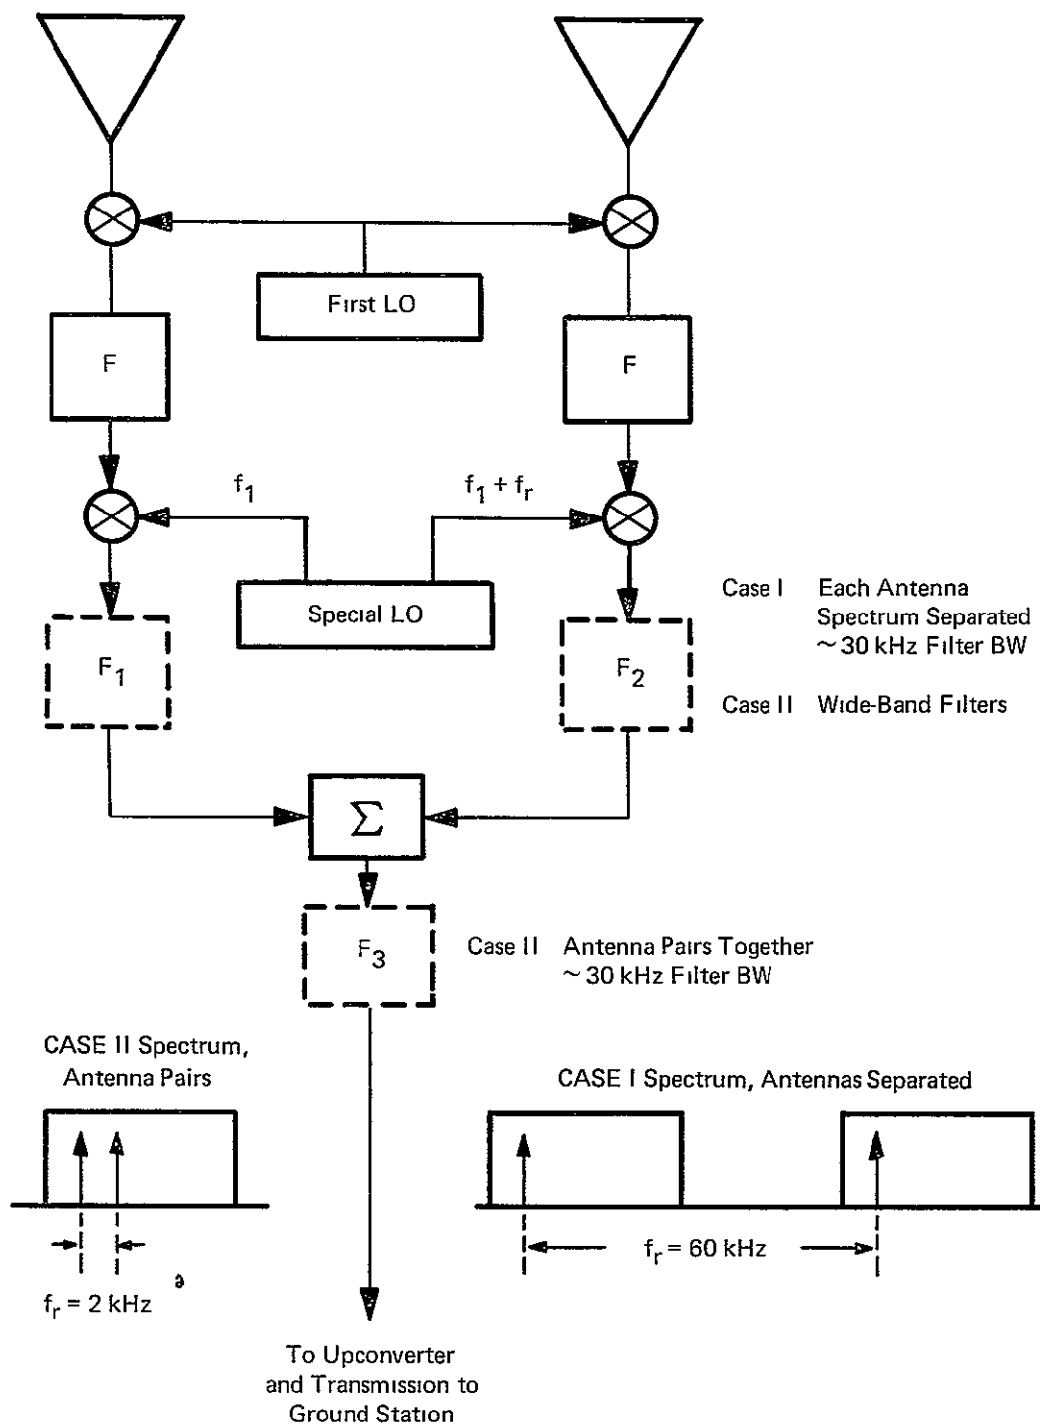 First LO
F
F
f1
f1 + fr
Special LO
F1
F2
Case I Each Antenna
Spectrum Separated
~ 30 kHz Filter BW
Case II Wide-Band Filters
Σ
F3
Case II Antenna Pairs Together
~ 30 kHz Filter BW
CASE II Spectrum,
Antenna Pairs
CASE I Spectrum, Antennas Separated
fr = 60 kHz
fr = 2 kHz
To Upconverter
and Transmission to
Ground Station